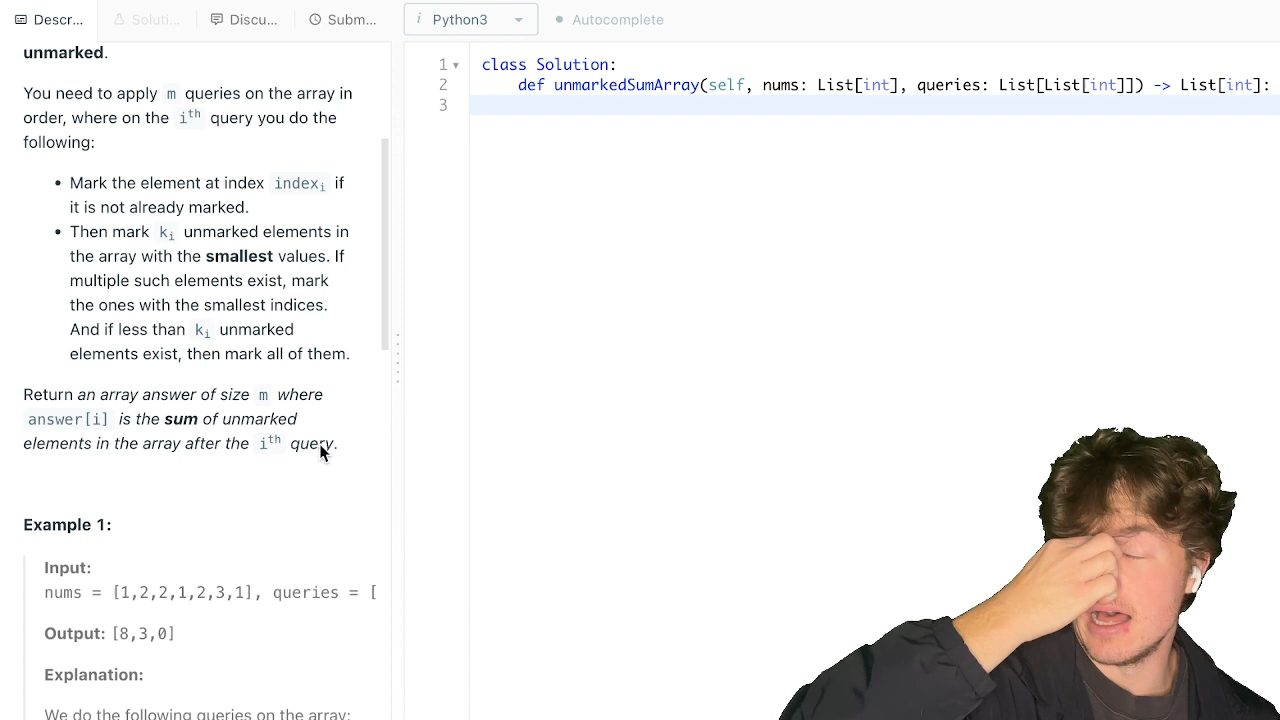 Descr...
Soluti...
Discu...
Subm...
i Python3
Autocomplete
unmarked.
You need to apply m queries on the array in
order, where on the ith query you do the
following:
• Mark the element at index indexi if
it is not already marked.
• Then mark ki unmarked elements in
the array with the smallest values. If
multiple such elements exist, mark
the ones with the smallest indices.
And if less than ki unmarked
elements exist, then mark all of them.
Return an array answer of size m where
answer[i] is the sum of unmarked
elements in the array after the ith query.
Example 1:
Input:
nums = [1,2,2,1,2,3,1], queries = [
Output: [8,3,0]
Explanation:
We do the following queries on the array:
1 class Solution:
2 def unmarkedSumArray(self, nums: List[int], queries: List[List[int]]) -> List[int]:
3